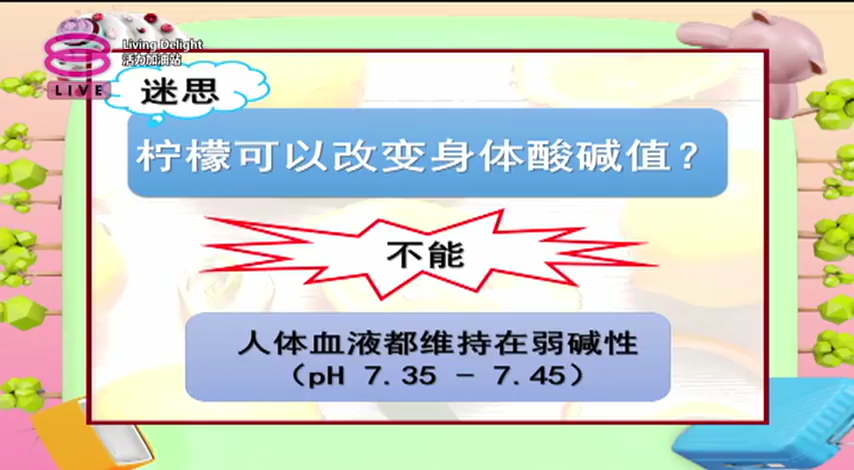 Living Delight
活力加油站
LIVE
迷思
柠檬可以改变身体酸碱值？
不能
人体血液都维持在弱碱性
（pH 7.35 - 7.45）